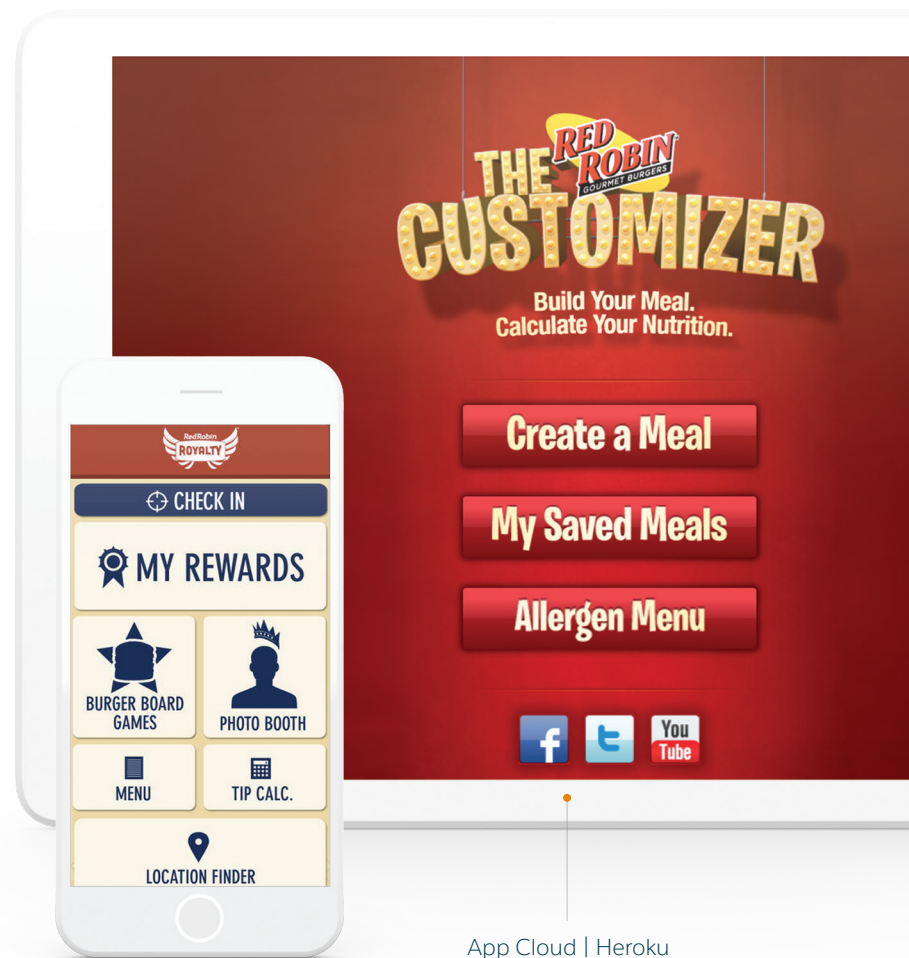 THE
RED
ROBIN
GOURMET BURGERS
CUSTOMIZER
Build Your Meal.
Calculate Your Nutrition.
Create a Meal
My Saved Meals
Allergen Menu
f
t
You
Tube
Red Robin
ROYALTY
CHECK IN
MY REWARDS
BURGER BOARD
GAMES
PHOTO BOOTH
MENU
TIP CALC.
LOCATION FINDER
App Cloud | Heroku